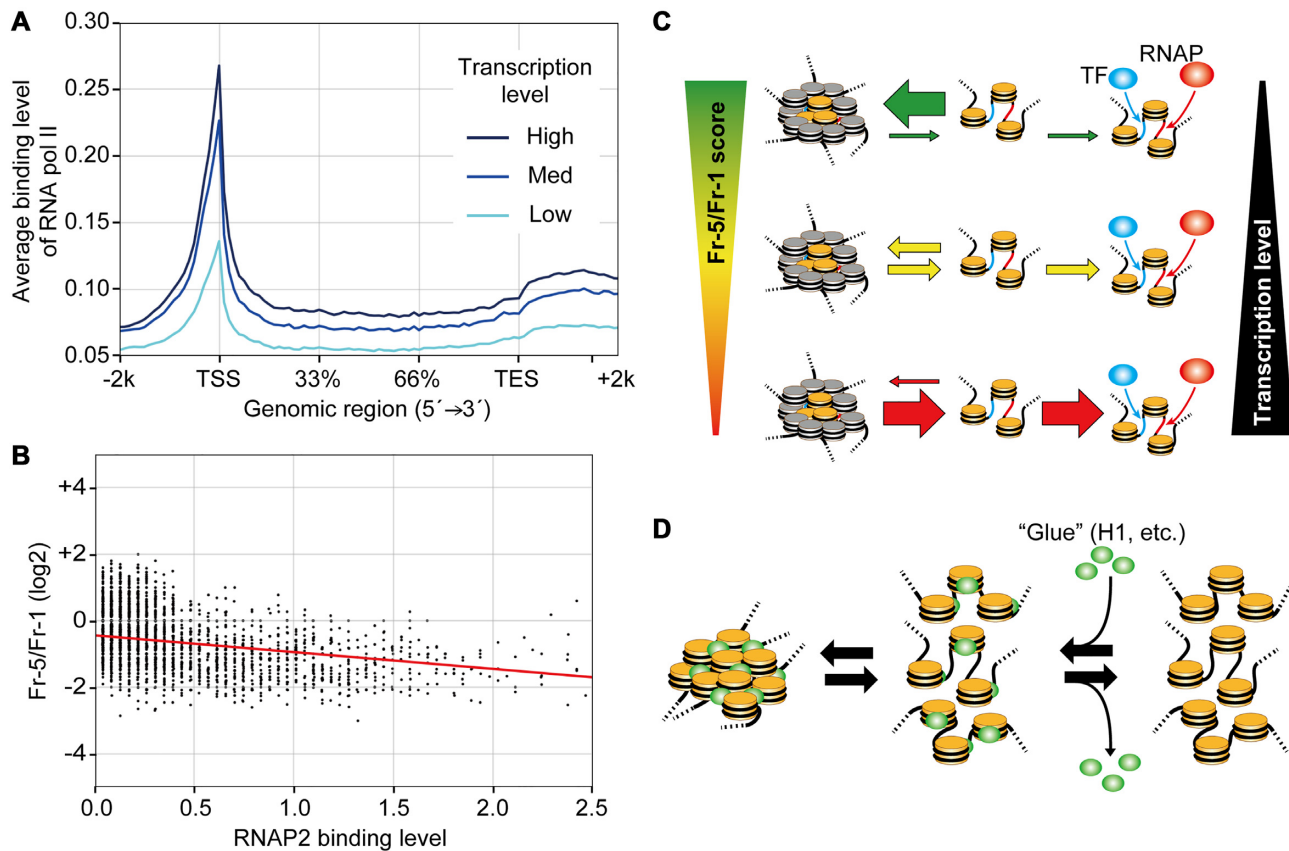 A
Average binding level
of RNA pol II
0.30
0.25
0.20
0.15
0.10
0.05
Transcription
level
High
Med
Low
-2k
TSS
33%
66%
TES
+2k
Genomic region (5´→3´)
B
Fr-5/Fr-1 (log2)
+4
+2
0
−2
−4
0.0
0.5
1.0
1.5
2.0
2.5
RNAP2 binding level
C
Fr-5/Fr-1 score
TF
RNAP
Transcription level
D
“Glue” (H1, etc.)